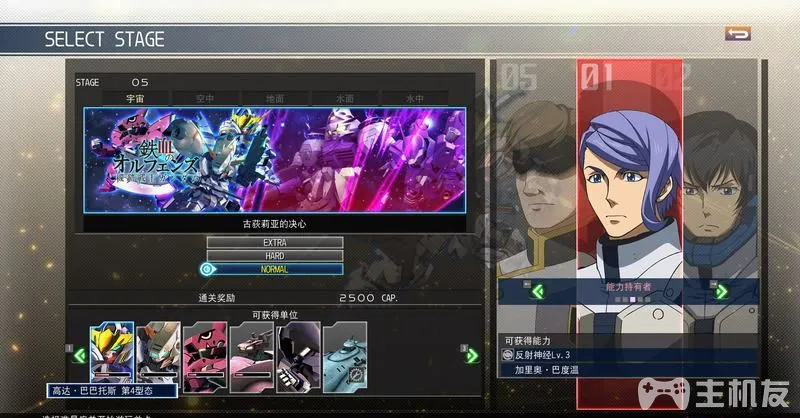 SELECT STAGE
STAGE 05
宇宙 空中 地面 水面 水中
鉄血の
オルフェンズ
古荻莉亚的决心
EXTRA
HARD
NORMAL
通关奖励 2500 CAP.
可获得单位
1
3
高达·巴巴托斯 第4型态
05 01 02
能力持有者
可获得能力
反射神经Lv.3
加里奥·巴度温
主机友